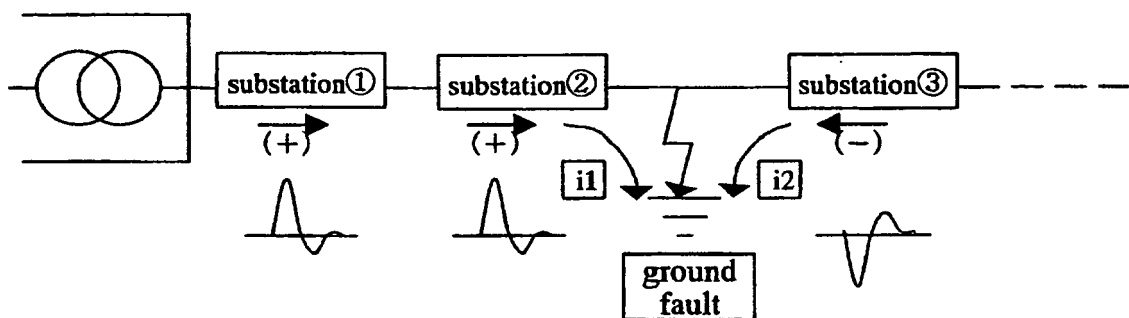 substation①
substation②
substation③
(+)
(+)
(−)
i1
i2
ground
fault